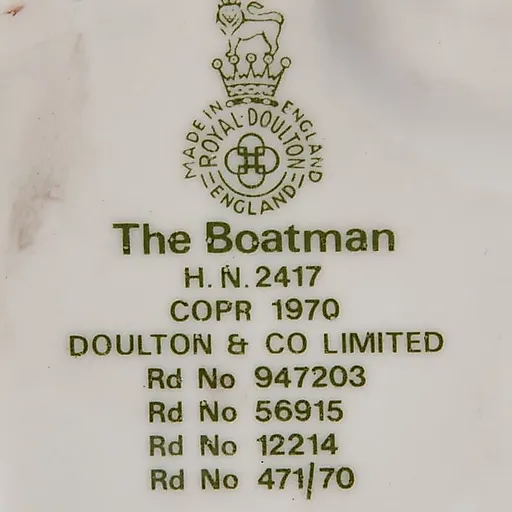 MADE IN ENGLAND
ROYAL·DOULTON
ENGLAND
The Boatman
H.N.2417
COPR 1970
DOULTON & CO LIMITED
Rd No 947203
Rd No 56915
Rd No 12214
Rd No 471/70